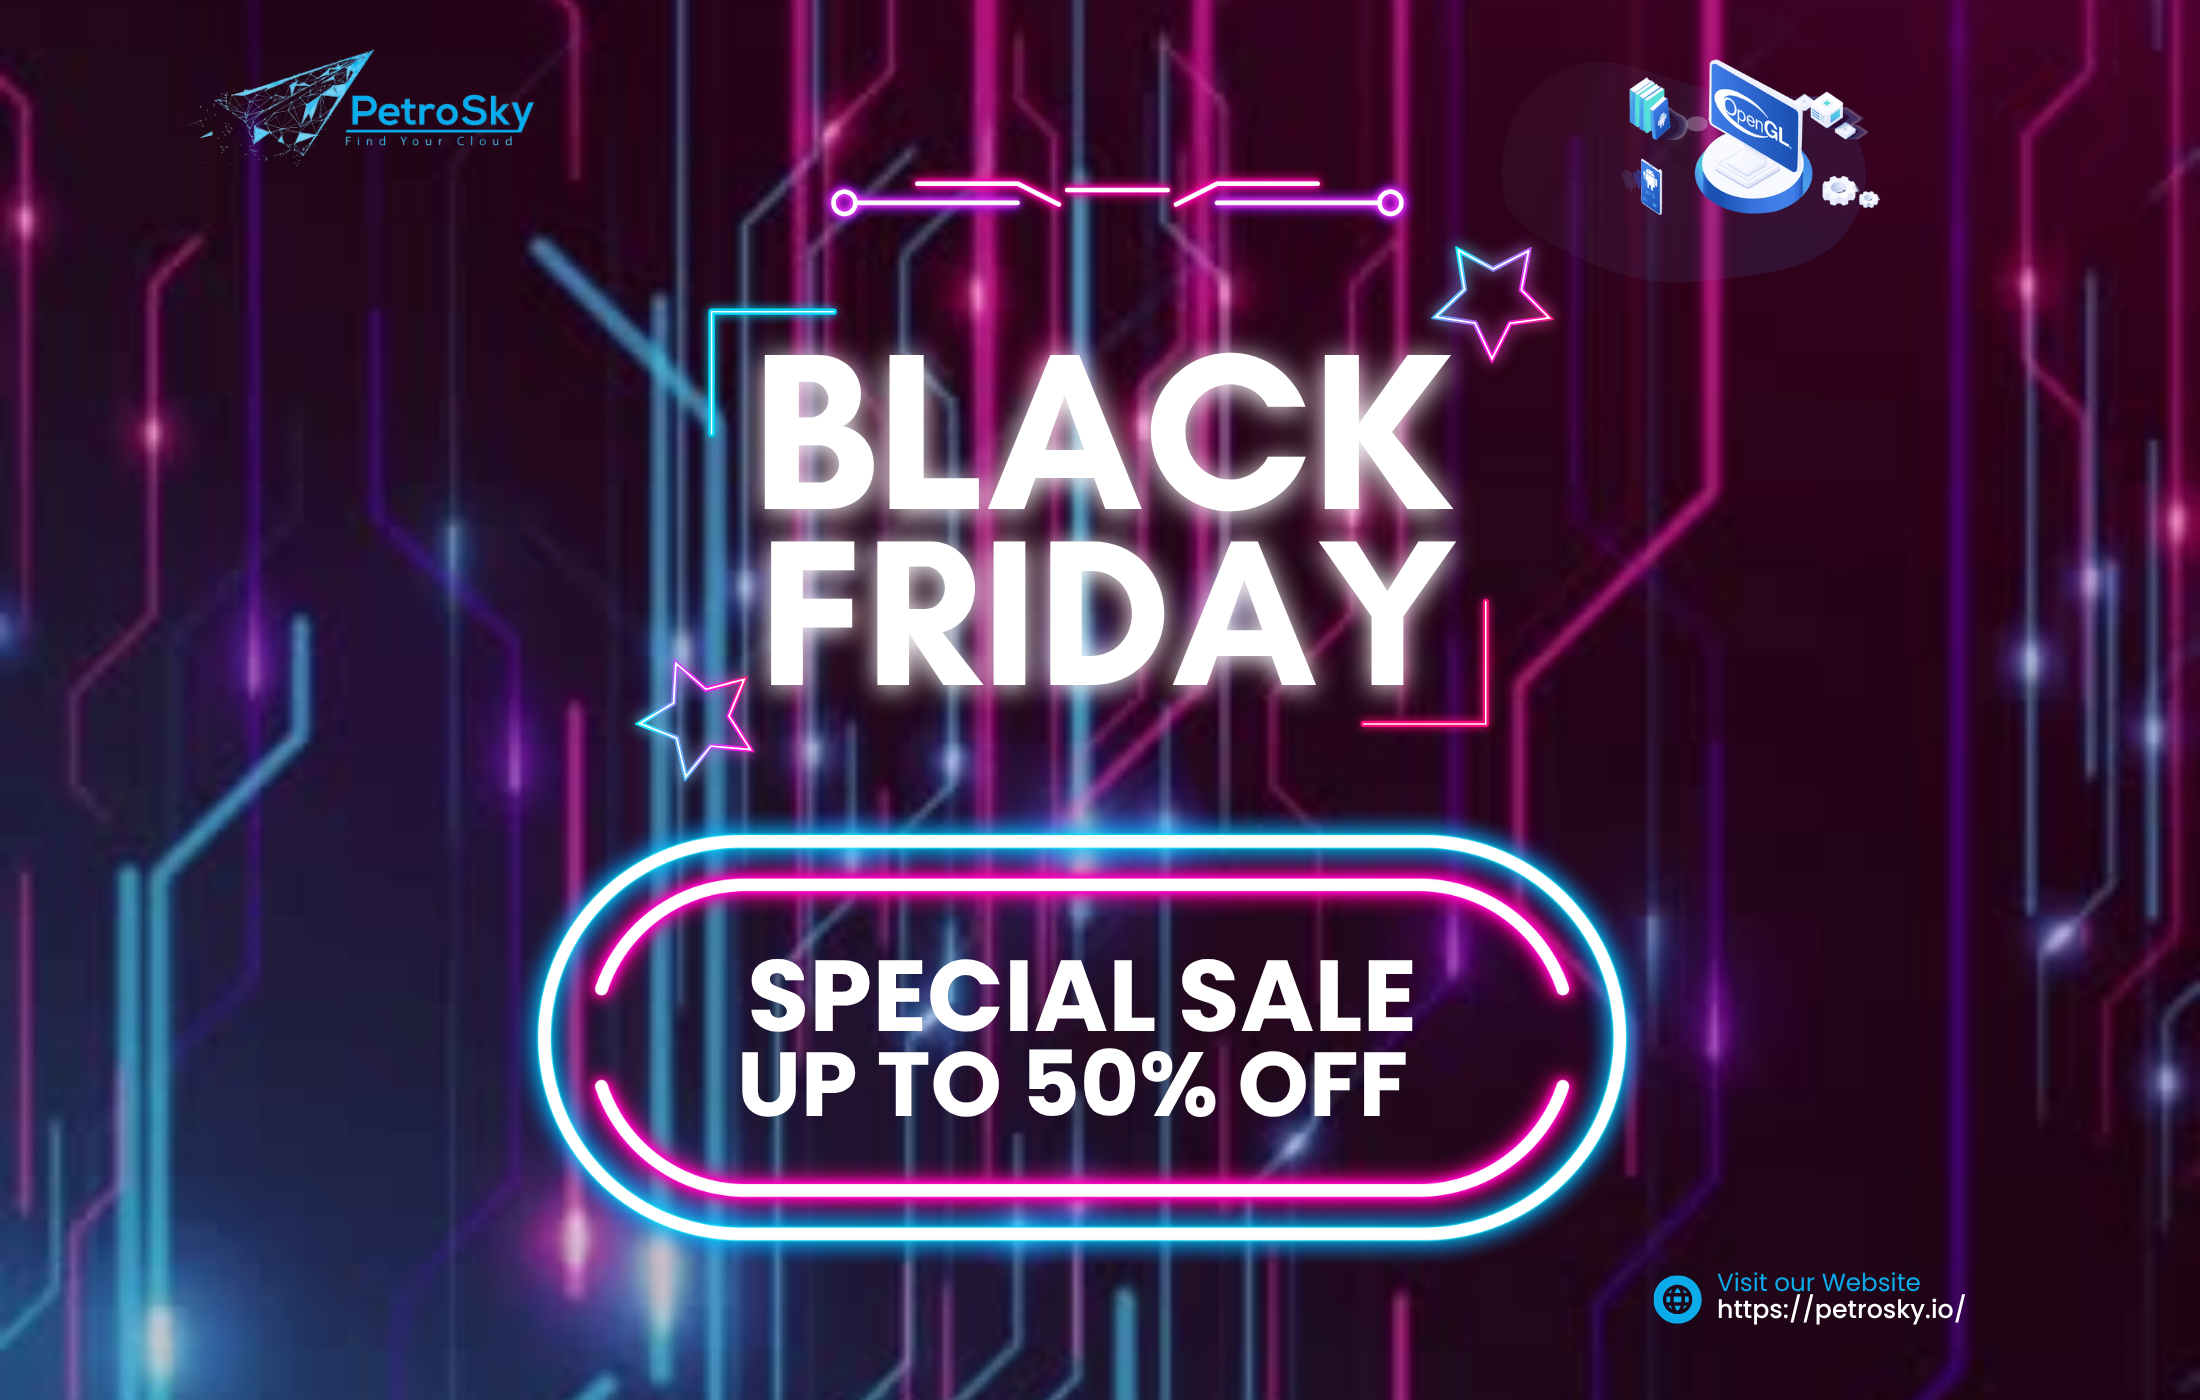 PetroSky
Find Your Cloud
OpenGL
BLACK
FRIDAY
SPECIAL SALE
UP TO 50% OFF
Visit our Website
https://petrosky.io/